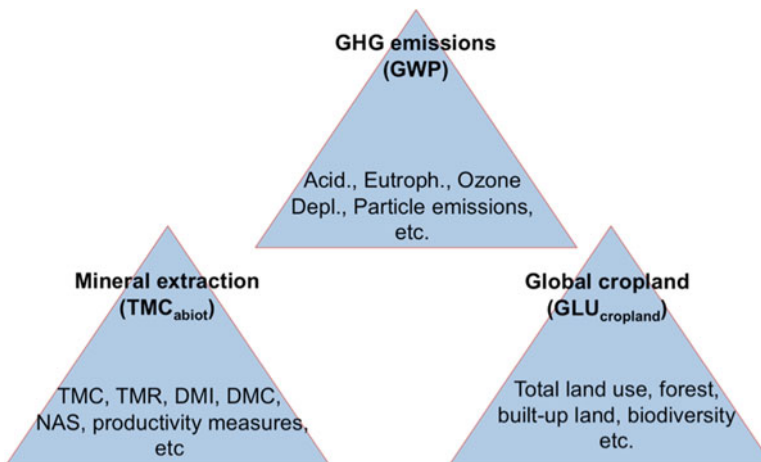 GHG emissions
(GWP)
Acid., Eutroph., Ozone
Depl., Particle emissions,
etc.
Mineral extraction
(TMCabiot)
TMC, TMR, DMI, DMC,
NAS, productivity measures,
etc
Global cropland
(GLUcropland)
Total land use, forest,
built-up land, biodiversity
etc.